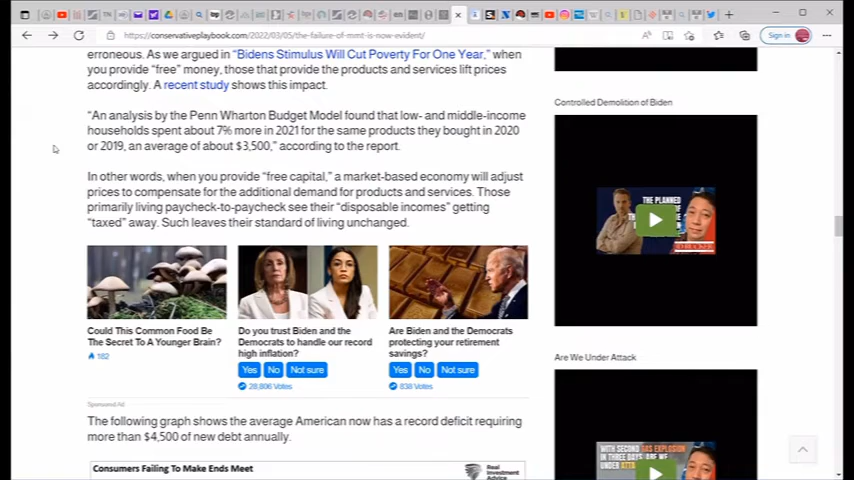 Sign in
https://conservativeplaybook.com/2022/03/05/the-failure-of-mmt-is-now-evident/
erroneous. As we argued in "Bidens Stimulus Will Cut Poverty For One Year," when
you provide "free" money, those that provide the products and services lift prices
accordingly. A recent study shows this impact.
"An analysis by the Penn Wharton Budget Model found that low- and middle-income
households spent about 7% more in 2021 for the same products they bought in 2020
or 2019, an average of about $3,500," according to the report.
In other words, when you provide "free capital," a market-based economy will adjust
prices to compensate for the additional demand for products and services. Those
primarily living paycheck-to-paycheck see their "disposable incomes" getting
"taxed" away. Such leaves their standard of living unchanged.
Could This Common Food Be
The Secret To A Younger Brain?
182
Do you trust Biden and the
Democrats to handle our record
high inflation?
Yes No Not sure
28,806 Votes
Are Biden and the Democrats
protecting your retirement
savings?
Yes No Not sure
838 Votes
Sponsored Ad
The following graph shows the average American now has a record deficit requiring
more than $4,500 of new debt annually.
Consumers Failing To Make Ends Meet
Real
Investment
Advice
Controlled Demolition of Biden
THE PLANNED
Are We Under Attack
WITH SECOND GAS EXPLOSION
IN THREE DAYS, ARE WE
UNDER